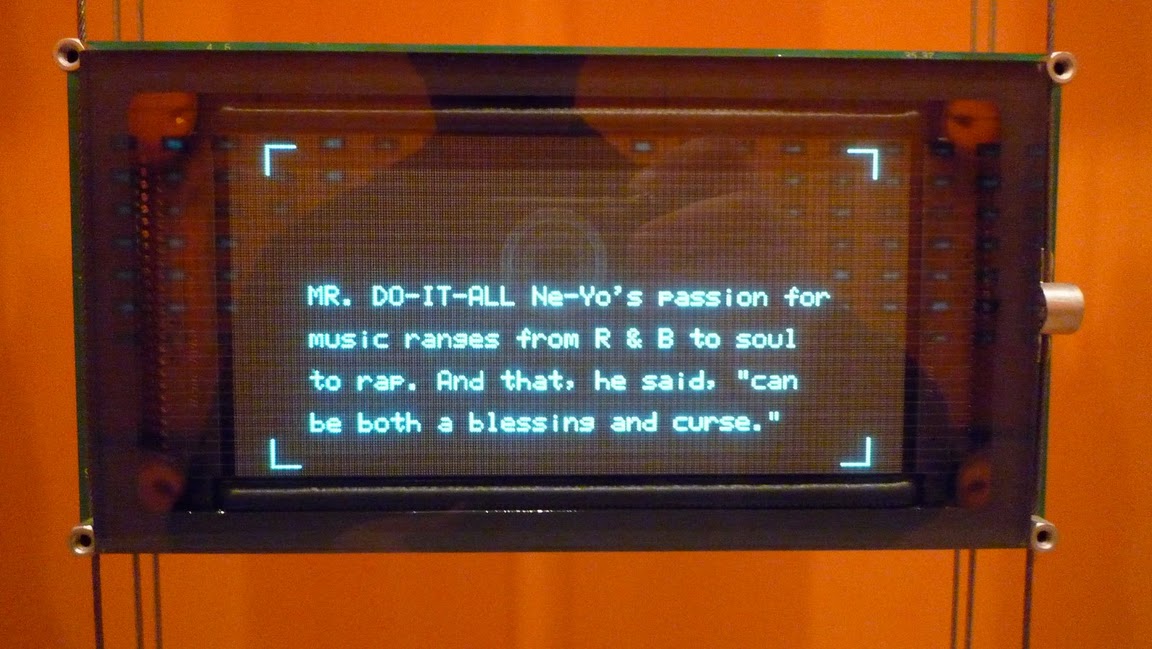 MR. DO-IT-ALL Ne-Yo's passion for
music ranges from R & B to soul
to rap. And that, he said, "can
be both a blessing and curse."